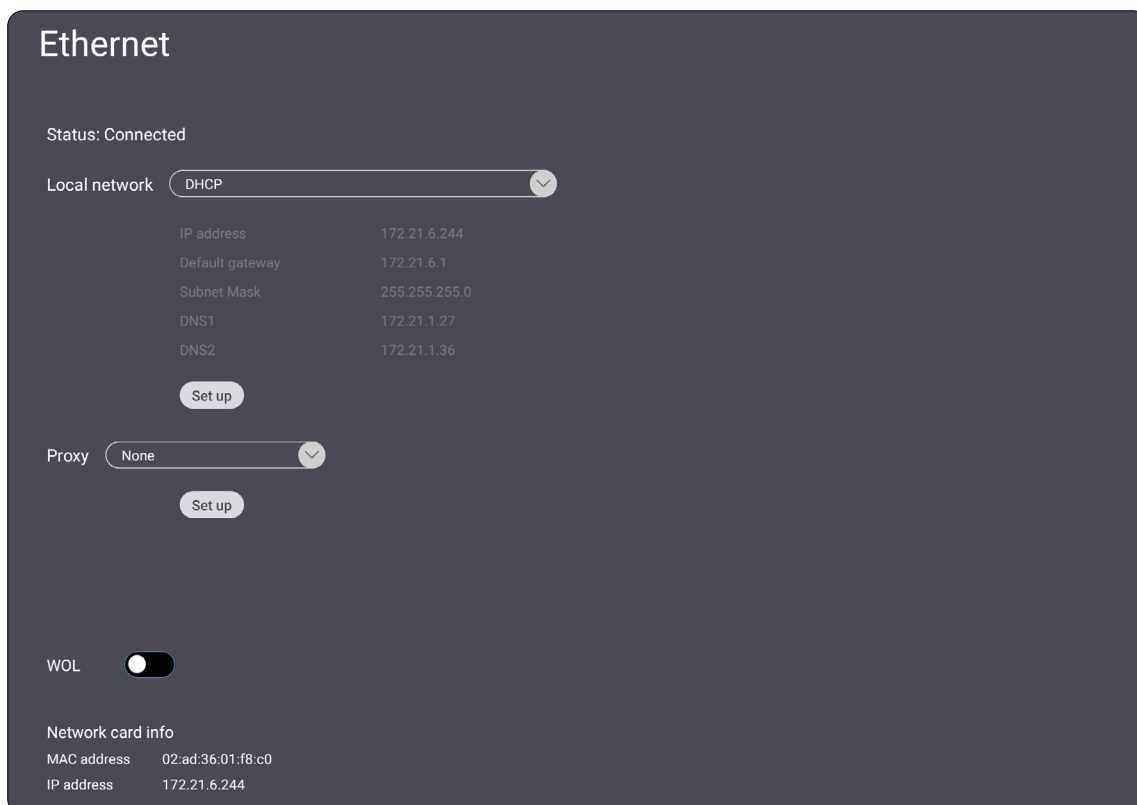 Ethernet
Status: Connected
Local network DHCP
IP address 172.21.6.244
Default gateway 172.21.6.1
Subnet Mask 255.255.255.0
DNS1 172.21.1.27
DNS2 172.21.1.36
Set up
Proxy None
Set up
WOL
Network card info
MAC address 02:ad:36:01:f8:c0
IP address 172.21.6.244